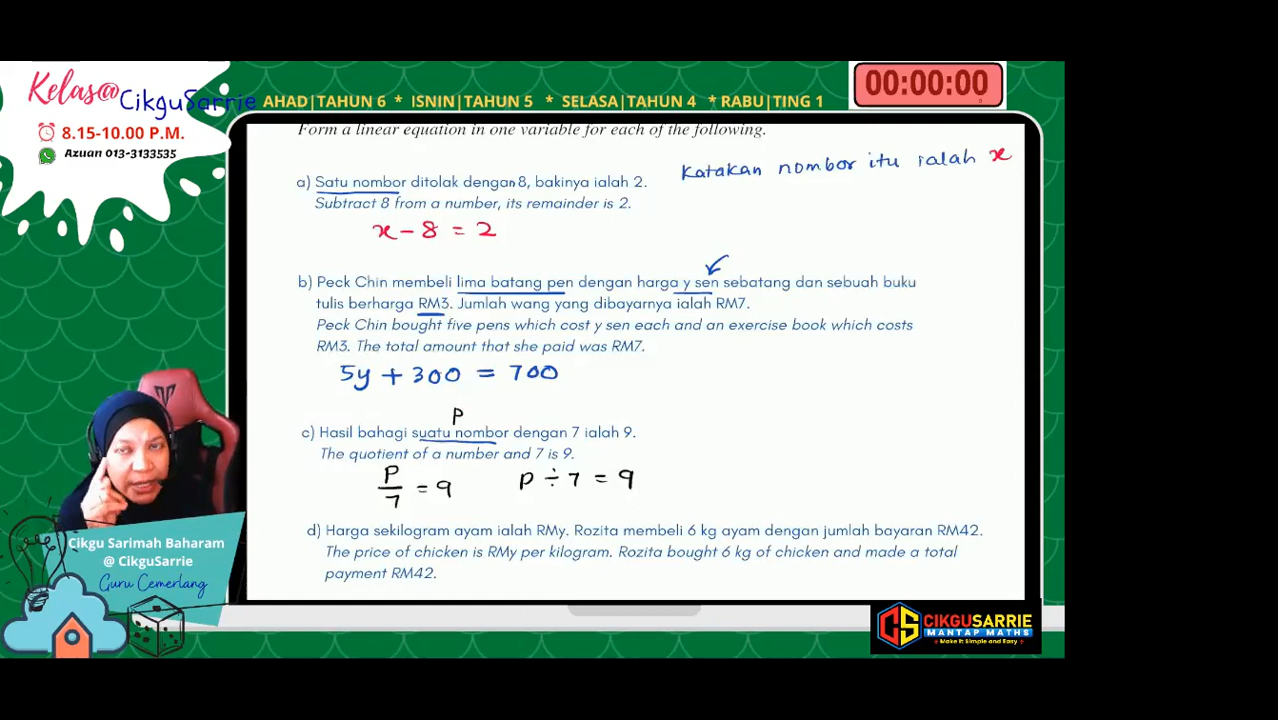 Kelas@CikguSarrie
8.15-10.00 P.M.
Azuan 013-3133535
AHAD|TAHUN 6 * ISNIN|TAHUN 5 * SELASA|TAHUN 4 * RABU|TING 1
00:00:00
Form a linear equation in one variable for each of the following.
Katakan nombor itu ialah x
a) Satu nombor ditolak dengan 8, bakinya ialah 2.
Subtract 8 from a number, its remainder is 2.
x - 8 = 2
b) Peck Chin membeli lima batang pen dengan harga y sen sebatang dan sebuah buku
tulis berharga RM3. Jumlah wang yang dibayarnya ialah RM7.
Peck Chin bought five pens which cost y sen each and an exercise book which costs
RM3. The total amount that she paid was RM7.
5y + 300 = 700
P
c) Hasil bahagi suatu nombor dengan 7 ialah 9.
The quotient of a number and 7 is 9.
P/7 = 9 P ÷ 7 = 9
d) Harga sekilogram ayam ialah RMy. Rozita membeli 6 kg ayam dengan jumlah bayaran RM42.
The price of chicken is RMy per kilogram. Rozita bought 6 kg of chicken and made a total
payment RM42.
Cikgu Sarimah Baharam
@ CikguSarrie
Guru Cemerlang
CS CIKGUSARRIE
MANTAP MATHS
Make It Simple and Easy